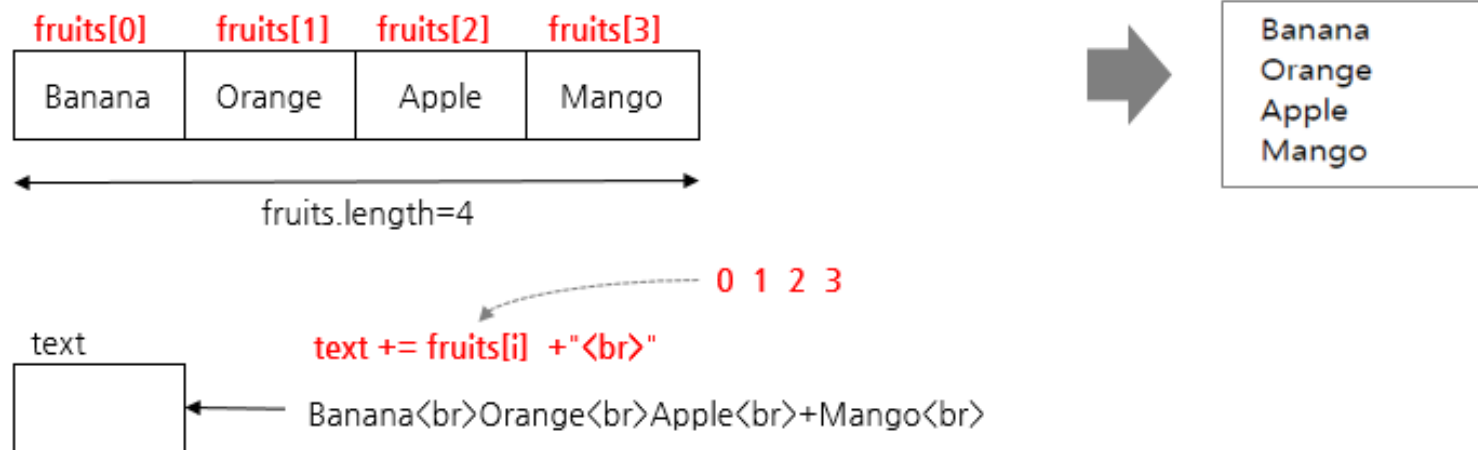 fruits[0] fruits[1] fruits[2] fruits[3]
Banana Orange Apple Mango
fruits.length=4
Banana
Orange
Apple
Mango
0 1 2 3
text
text += fruits[i] +"<br>"
Banana<br>Orange<br>Apple<br>+Mango<br>